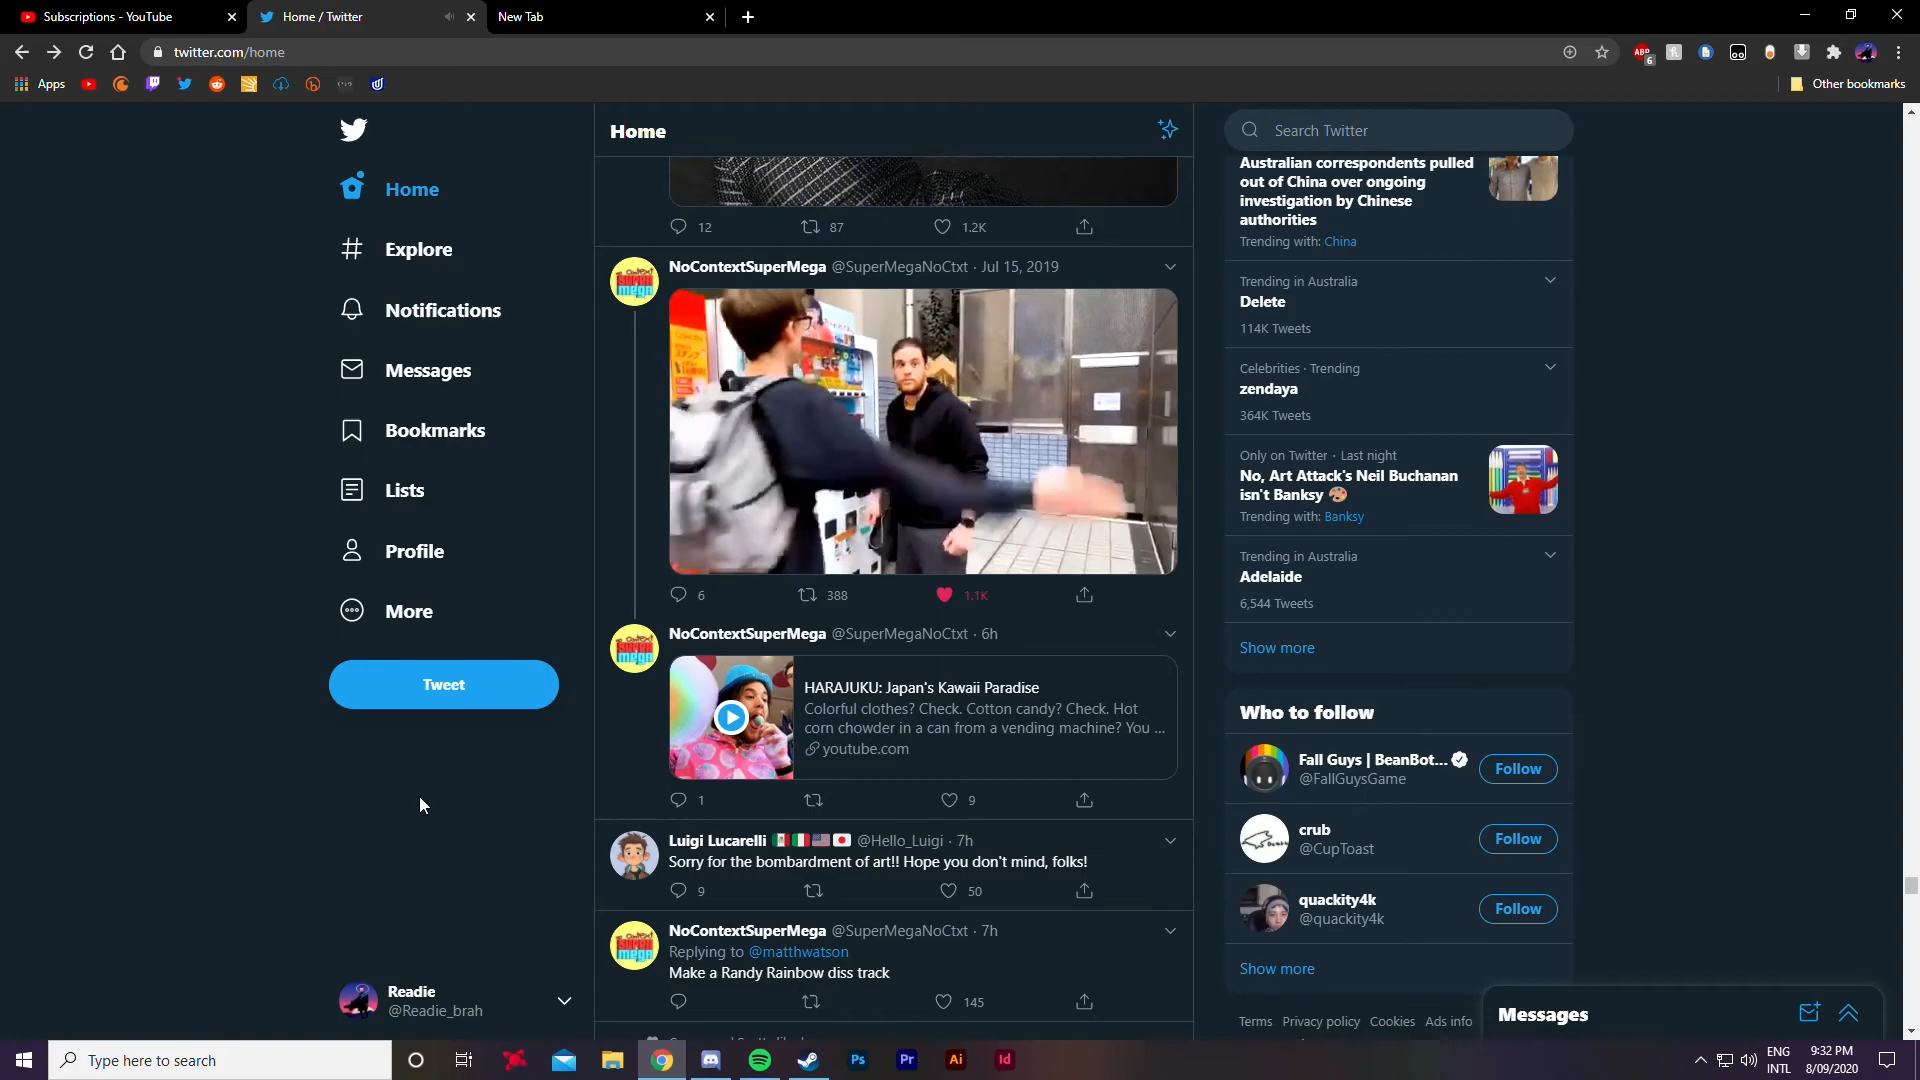 Subscriptions - YouTube
Home / Twitter
New Tab
twitter.com/home
ABP
6
Apps
Other bookmarks
Home
Explore
Notifications
Messages
Bookmarks
Lists
Profile
More
Tweet
Readie
@Readie_brah
Home
12 87 1.2K
NoContextSuperMega @SuperMegaNoCtxt · Jul 15, 2019
6 388 1.1K
NoContextSuperMega @SuperMegaNoCtxt · 6h
HARAJUKU: Japan's Kawaii Paradise
Colorful clothes? Check. Cotton candy? Check. Hot
corn chowder in a can from a vending machine? You ...
youtube.com
1 9
Luigi Lucarelli 🇲🇽🇮🇹🇺🇸🇯🇵 @Hello_Luigi · 7h
Sorry for the bombardment of art!! Hope you don't mind, folks!
9 50
NoContextSuperMega @SuperMegaNoCtxt · 7h
Replying to @matthwatson
Make a Randy Rainbow diss track
145
Search Twitter
Australian correspondents pulled
out of China over ongoing
investigation by Chinese
authorities
Trending with: China
Trending in Australia
Delete
114K Tweets
Celebrities · Trending
zendaya
364K Tweets
Only on Twitter · Last night
No, Art Attack's Neil Buchanan
isn't Banksy 🎨
Trending with: Banksy
Trending in Australia
Adelaide
6,544 Tweets
Show more
Who to follow
Fall Guys | BeanBot...
@FallGuysGame
Follow
crub
@CupToast
Follow
quackity4k
@quackity4k
Follow
Show more
Terms Privacy policy Cookies Ads info
Messages
Type here to search
Ps
Pr
Ai
Id
ENG
INTL
9:32 PM
8/09/2020